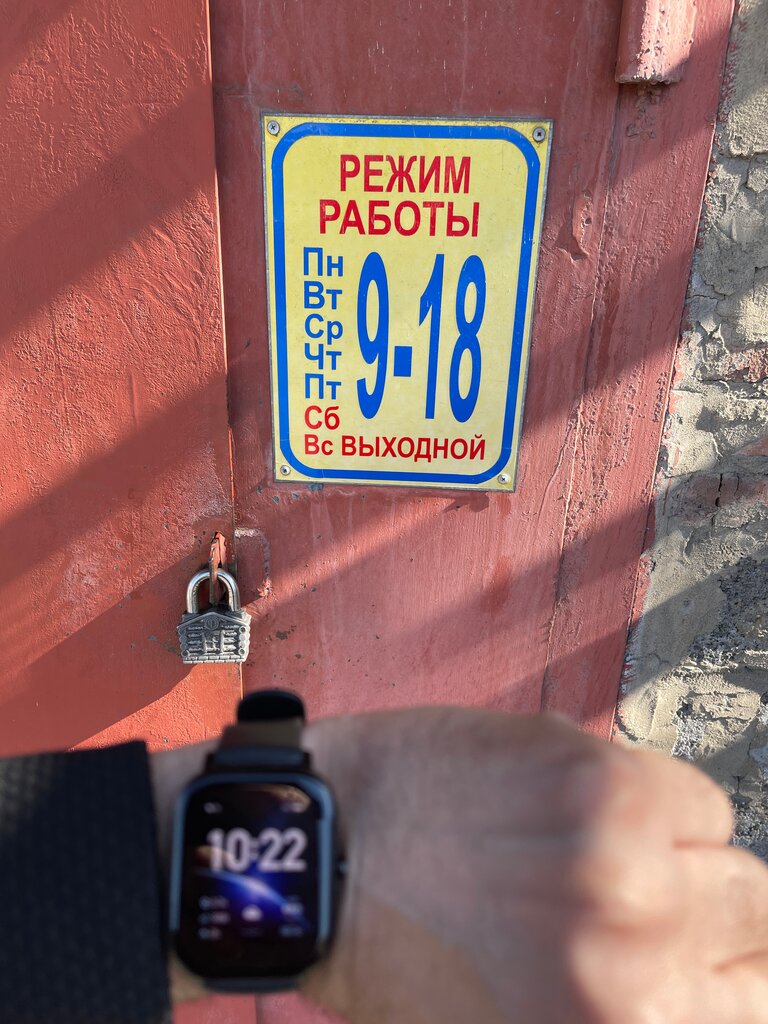 РЕЖИМ
РАБОТЫ
Пн
Вт
Ср
Чт
Пт
9-18
Сб
Вс ВЫХОДНОЙ
10:22